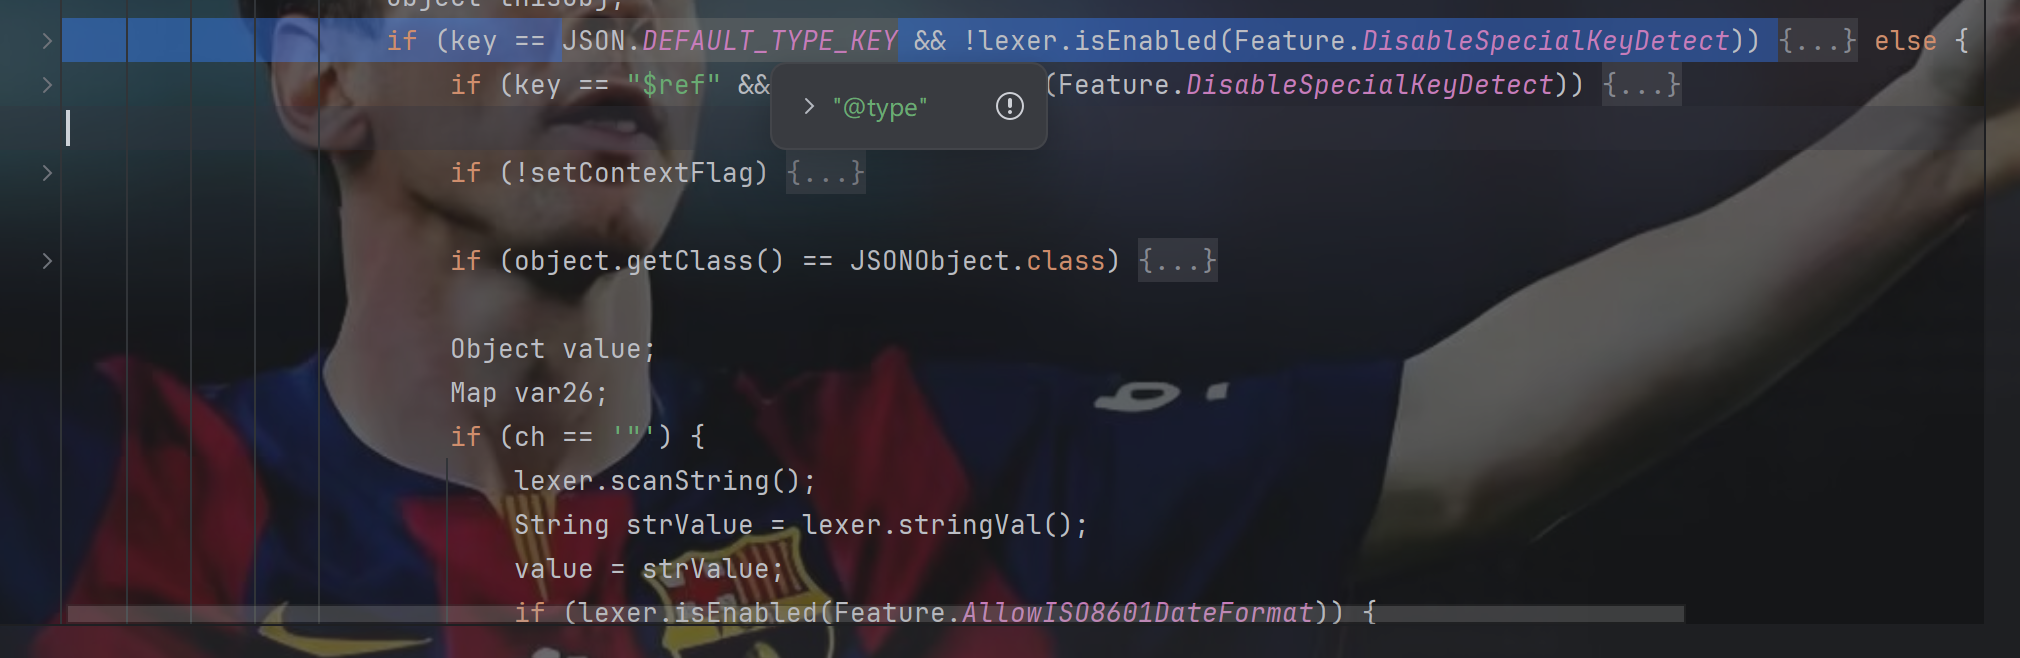 Object thisObj;
if (key == JSON.DEFAULT_TYPE_KEY && !lexer.isEnabled(Feature.DisableSpecialKeyDetect)) {...} else {
if (key == "$ref" && (Feature.DisableSpecialKeyDetect)) {...}
"@type"
if (!setContextFlag) {...}
if (object.getClass() == JSONObject.class) {...}
Object value;
Map var26;
if (ch == '"') {
lexer.scanString();
String strValue = lexer.stringVal();
value = strValue;
if (lexer.isEnabled(Feature.AllowISO8601DateFormat)) {